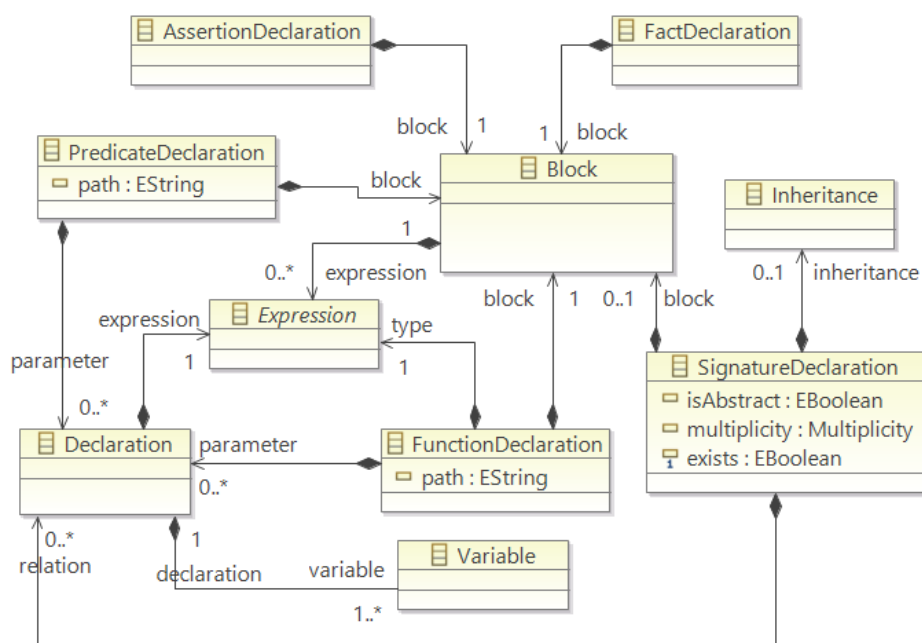 AssertionDeclaration
FactDeclaration
block 1
1 block
PredicateDeclaration
path : EString
block
1
Block
Inheritance
0..1 inheritance
0..* expression
block 1
0..1 block
Expression
expression
1
type
1
parameter
0..*
SignatureDeclaration
isAbstract : EBoolean
multiplicity : Multiplicity
1 exists : EBoolean
Declaration
parameter
0..*
FunctionDeclaration
path : EString
0..*
relation
1
declaration
variable
1..*
Variable